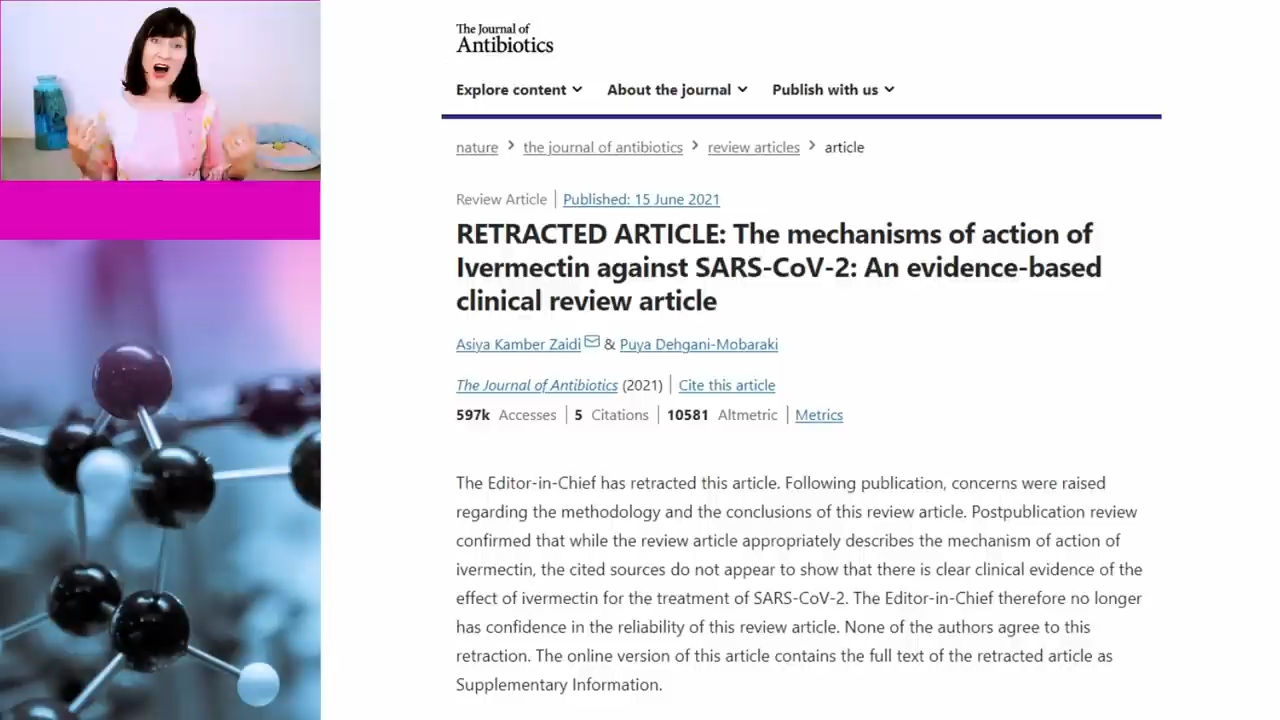 The Journal of
Antibiotics
Explore content
About the journal
Publish with us
nature > the journal of antibiotics > review articles > article
Review Article | Published: 15 June 2021
RETRACTED ARTICLE: The mechanisms of action of
Ivermectin against SARS-CoV-2: An evidence-based
clinical review article
Asiya Kamber Zaidi & Puya Dehgani-Mobaraki
The Journal of Antibiotics (2021) | Cite this article
597k Accesses | 5 Citations | 10581 Altmetric | Metrics
The Editor-in-Chief has retracted this article. Following publication, concerns were raised
regarding the methodology and the conclusions of this review article. Postpublication review
confirmed that while the review article appropriately describes the mechanism of action of
ivermectin, the cited sources do not appear to show that there is clear clinical evidence of the
effect of ivermectin for the treatment of SARS-CoV-2. The Editor-in-Chief therefore no longer
has confidence in the reliability of this review article. None of the authors agree to this
retraction. The online version of this article contains the full text of the retracted article as
Supplementary Information.